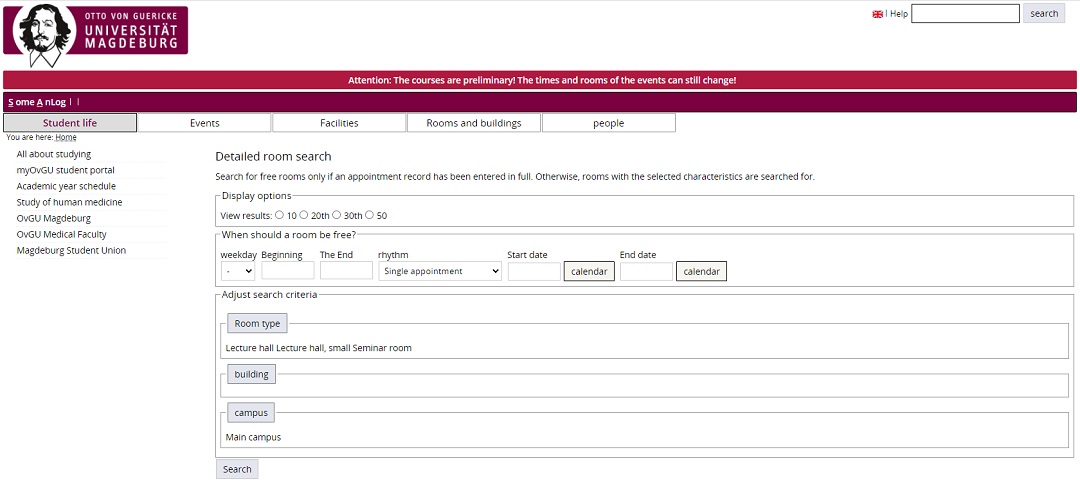 OTTO VON GUERICKE
UNIVERSITÄT
MAGDEBURG
| Help
search
Attention: The courses are preliminary! The times and rooms of the events can still change!
S ome A nLog | |
Student life
Events
Facilities
Rooms and buildings
people
You are here: Home
All about studying
myOvGU student portal
Academic year schedule
Study of human medicine
OvGU Magdeburg
OvGU Medical Faculty
Magdeburg Student Union
Detailed room search
Search for free rooms only if an appointment record has been entered in full. Otherwise, rooms with the selected characteristics are searched for.
Display options
View results: 10 20th 30th 50
When should a room be free?
weekday Beginning The End rhythm Start date End date
- Single appointment calendar calendar
Adjust search criteria
Room type
Lecture hall Lecture hall, small Seminar room
building
campus
Main campus
Search